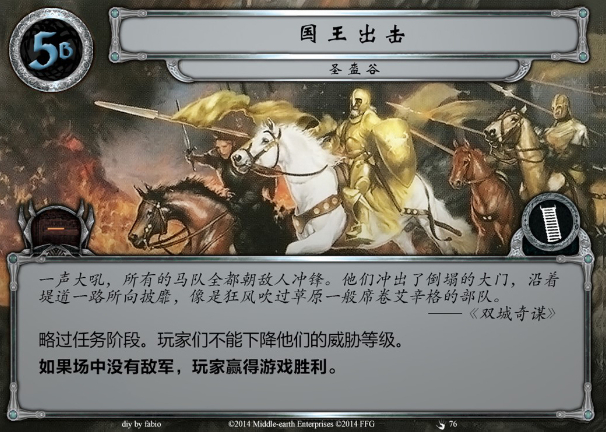 5B
国王出击
圣盔谷
—
一声大吼，所有的马队全都朝敌人冲锋。他们冲出了倒塌的大门，沿着
堤道一路所向披靡，像是狂风吹过草原一般席卷艾辛格的部队。
——《双城奇谋》
略过任务阶段。玩家们不能下降他们的威胁等级。
如果场中没有敌军，玩家赢得游戏胜利。
diy by fabio ©2014 Middle-earth Enterprises ©2014 FFG 76